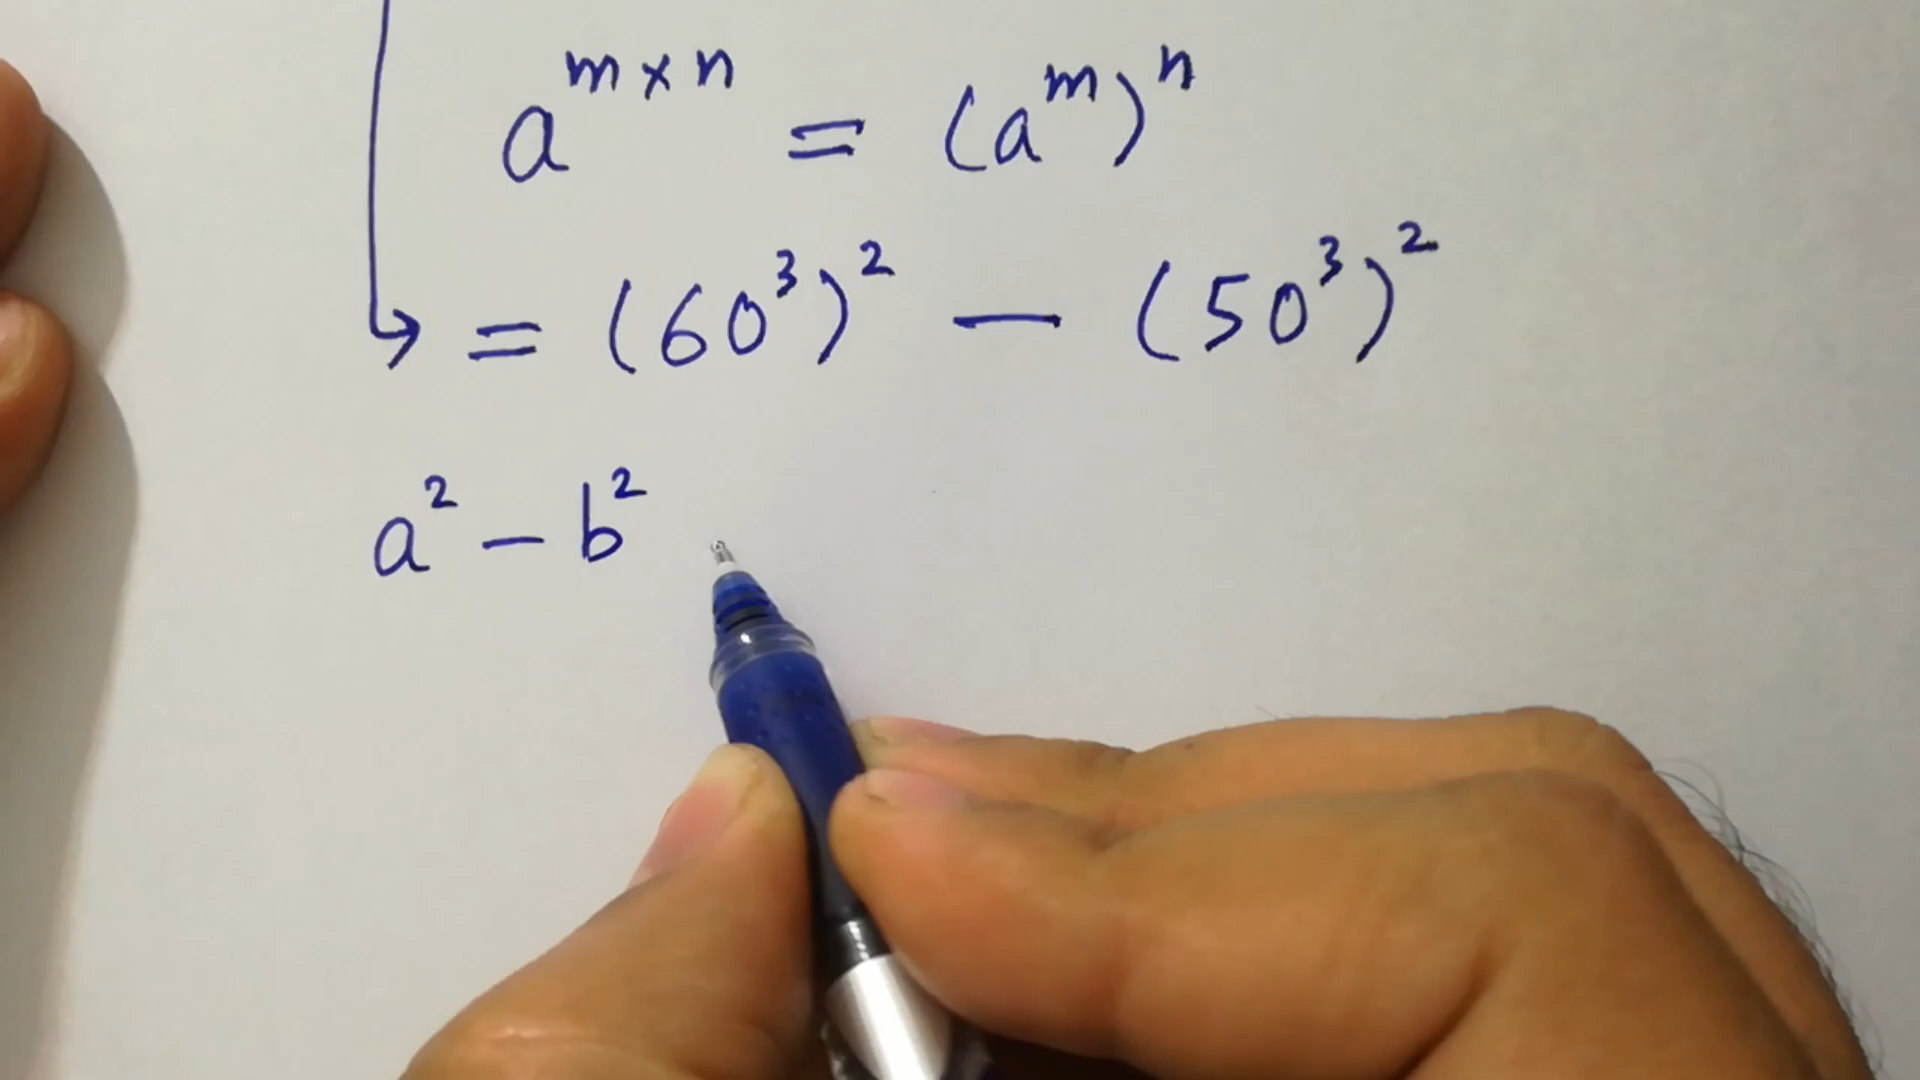 a^{m × n} = (a^m)^n
= (60^3)^2 − (50^3)^2
a^2 − b^2